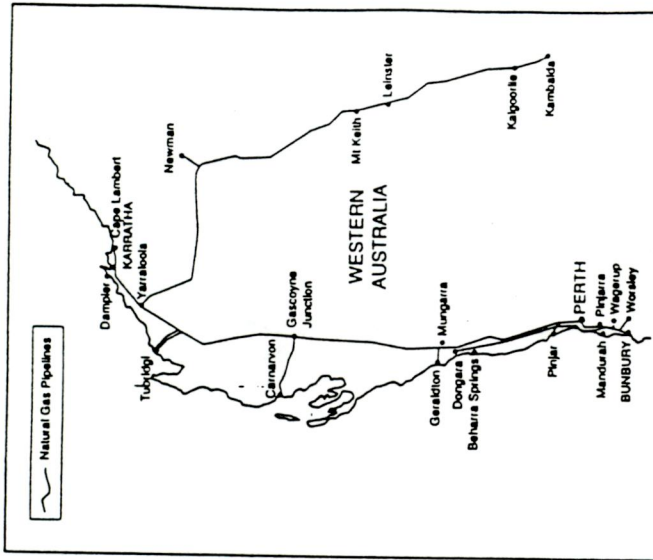 Natural Gas Pipelines
Dampier
Cape Lambert
KARRATHA
Yarraloola
Tubridgi
Newman
Carnarvon
Gascoyne
Junction
Mt Keith
Leinster
WESTERN
AUSTRALIA
Mungarra
Geraldton
Dongara
Beharra Springs
Kalgoorlie
Kambalda
Pinjar
PERTH
Pinjarra
Mandurah
Wagerup
BUNBURY
Worsley